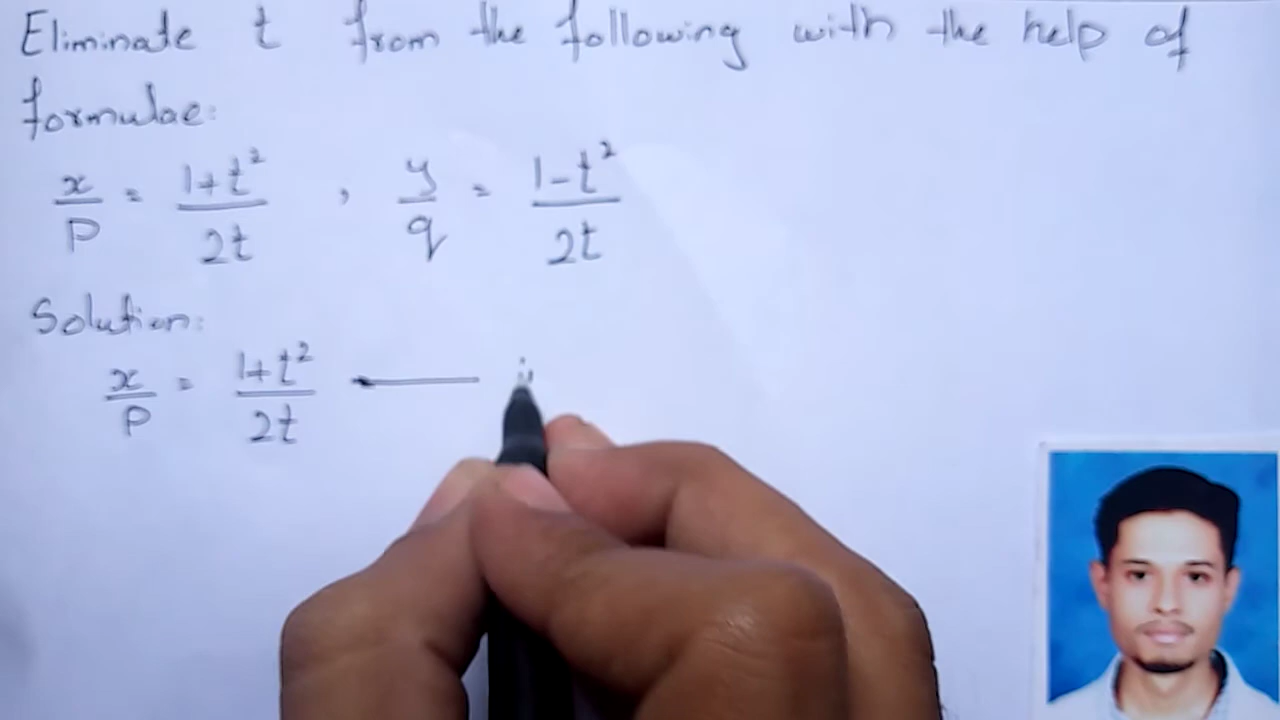 Eliminate t from the following with the help of
formulae:
x/p = 1+t²/2t , y/q = 1-t²/2t
Solution:
x/p = 1+t²/2t —